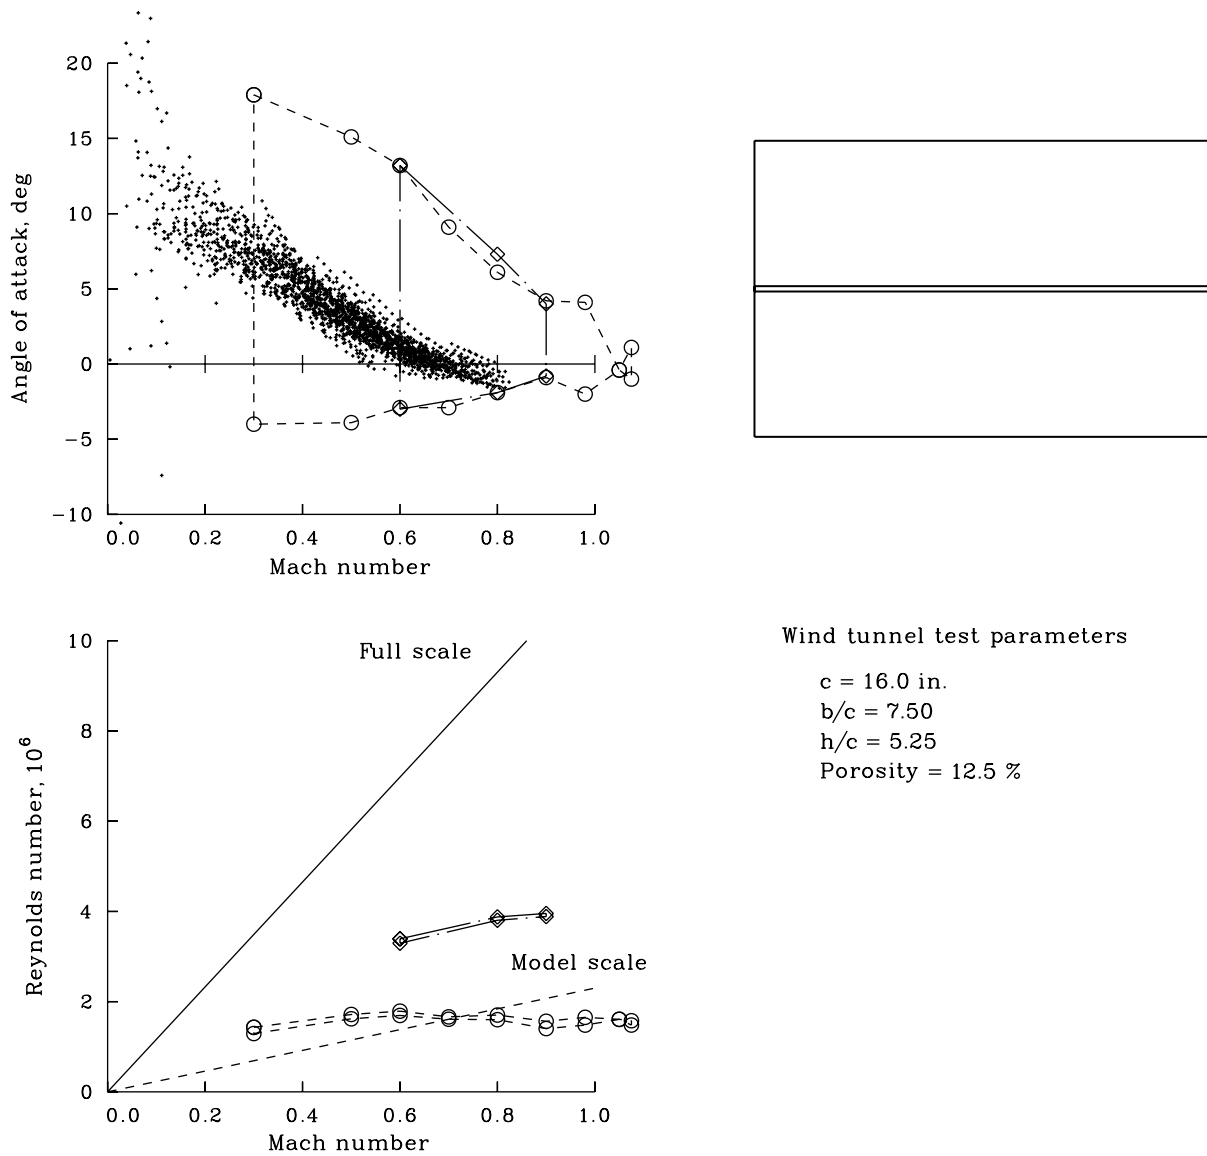 20
15
10
5
0
−5
−10
Angle of attack, deg
0.0 0.2 0.4 0.6 0.8 1.0
Mach number
10
8
6
4
2
0
Reynolds number, 10⁶
Full scale
Model scale
0.0 0.2 0.4 0.6 0.8 1.0
Mach number
Wind tunnel test parameters
c = 16.0 in.
b/c = 7.50
h/c = 5.25
Porosity = 12.5 %